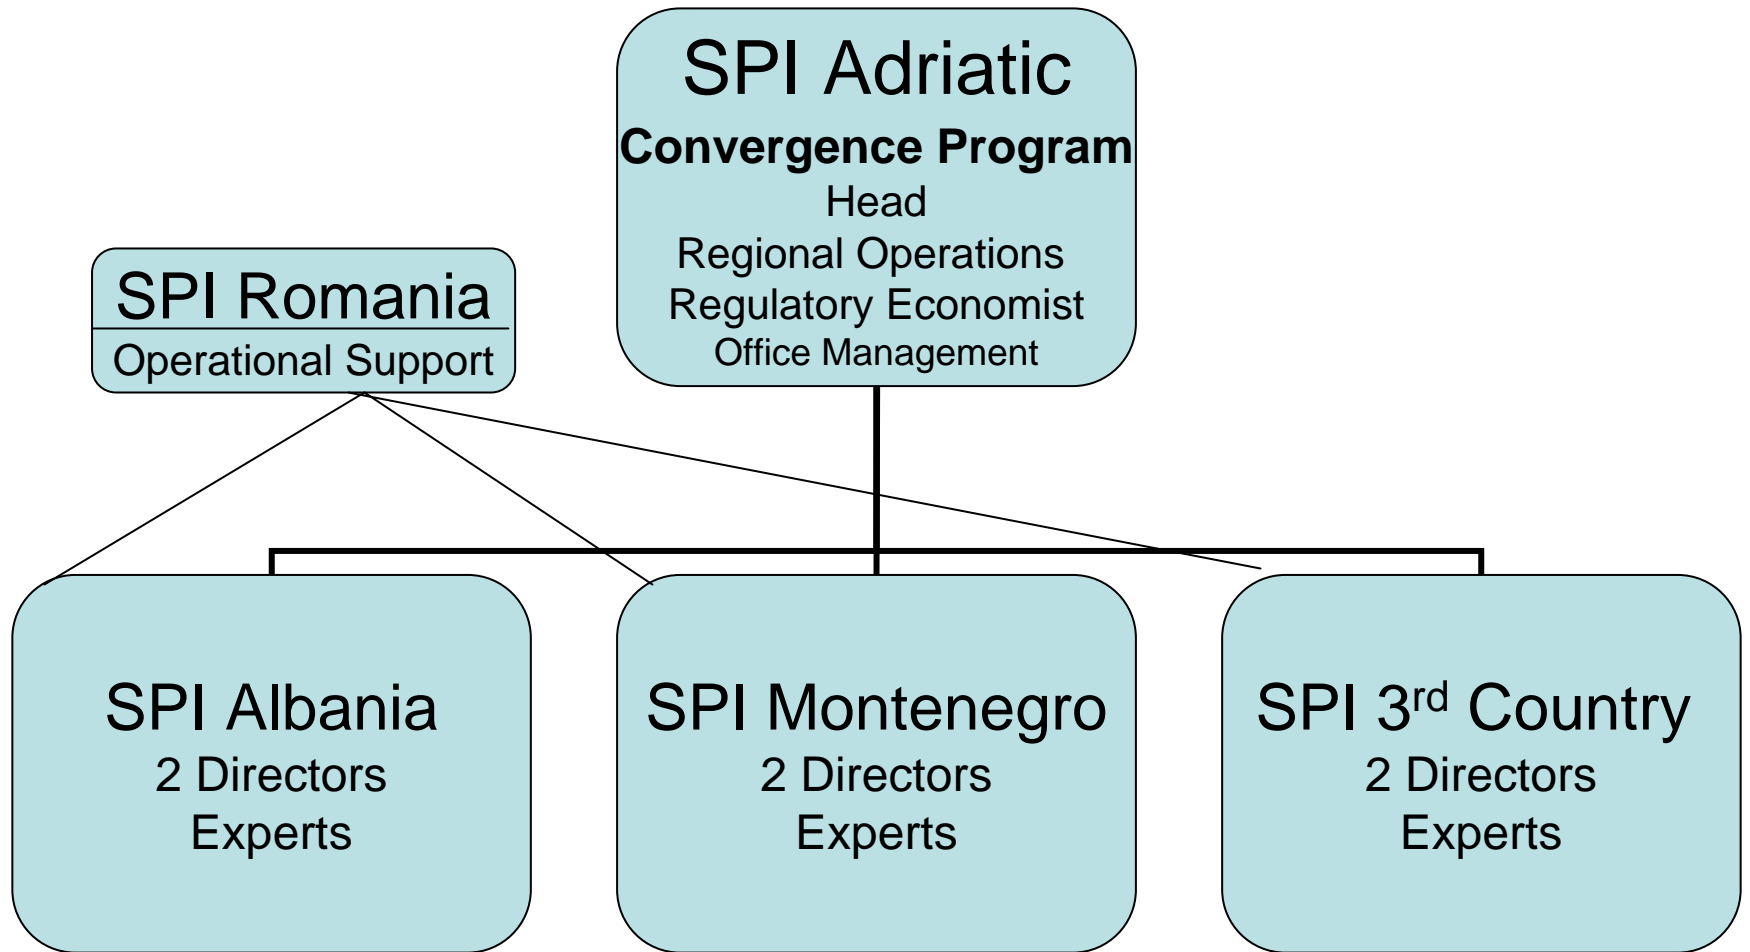 SPI Adriatic
Convergence Program
Head
Regional Operations
Regulatory Economist
Office Management
SPI Romania
Operational Support
SPI Albania
2 Directors
Experts
SPI Montenegro
2 Directors
Experts
SPI 3rd Country
2 Directors
Experts